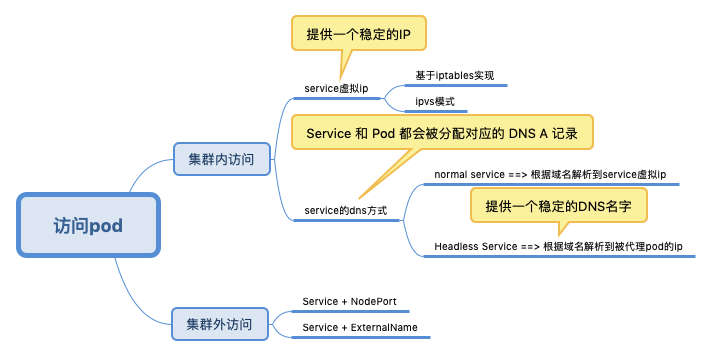 提供一个稳定的IP
service虚拟ip
基于iptables实现
ipvs模式
Service 和 Pod 都会被分配对应的 DNS A 记录
集群内访问
normal service ==> 根据域名解析到service虚拟ip
提供一个稳定的DNS名字
service的dns方式
访问pod
Headless Service ==> 根据域名解析到被代理pod的ip
Service + NodePort
集群外访问
Service + ExternalName